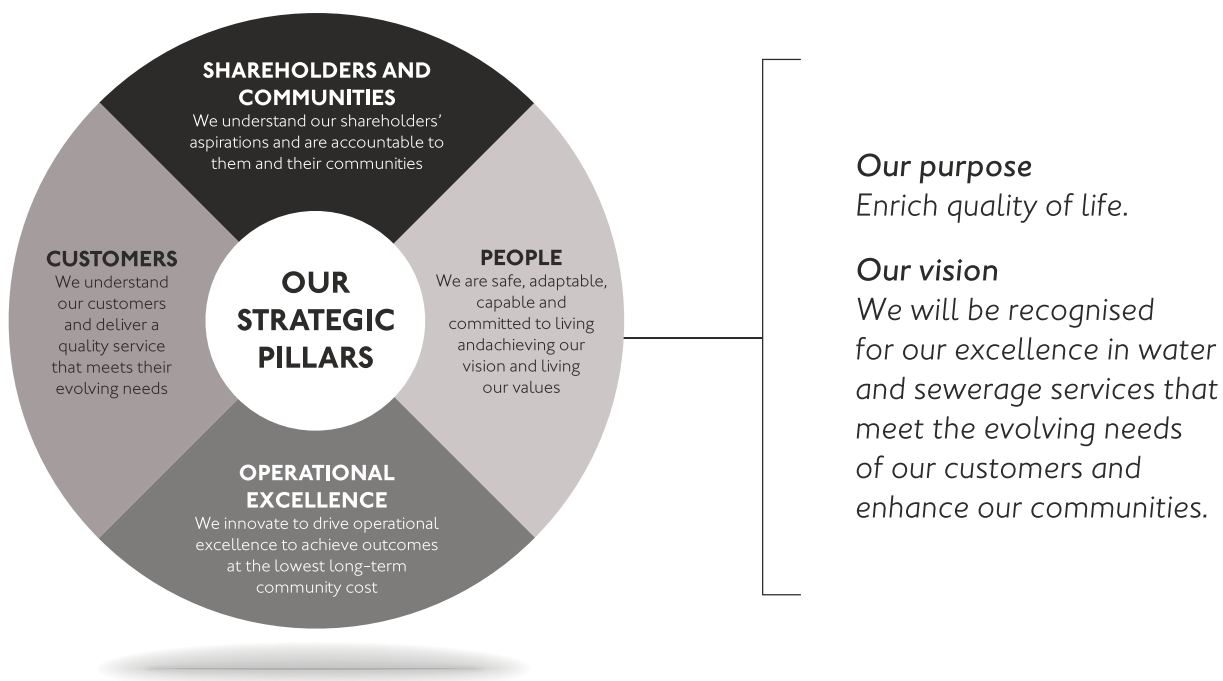 SHAREHOLDERS AND
COMMUNITIES
We understand our shareholders’
aspirations and are accountable to
them and their communities
CUSTOMERS
We understand
our customers
and deliver a
quality service
that meets their
evolving needs
OUR
STRATEGIC
PILLARS
PEOPLE
We are safe, adaptable,
capable and
committed to living
andachieving our
vision and living
our values
OPERATIONAL
EXCELLENCE
We innovate to drive operational
excellence to achieve outcomes
at the lowest long-term
community cost
Our purpose
Enrich quality of life.
Our vision
We will be recognised
for our excellence in water
and sewerage services that
meet the evolving needs
of our customers and
enhance our communities.